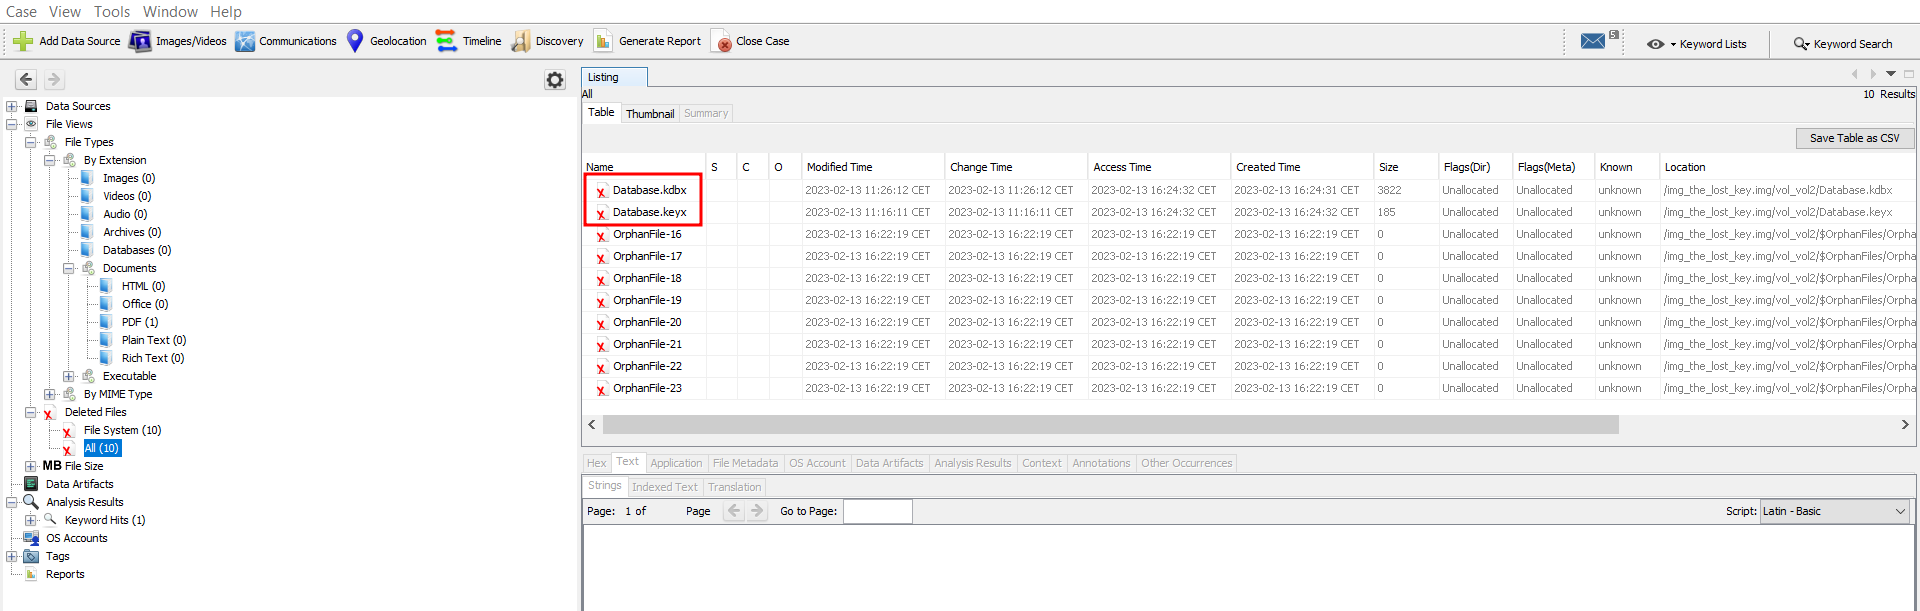 Case View Tools Window Help
Add Data Source Images/Videos Communications Geolocation Timeline Discovery Generate Report Close Case 5 Keyword Lists Keyword Search
Listing
All 10 Results
Table Thumbnail Summary
Save Table as CSV
Name S C O Modified Time Change Time Access Time Created Time Size Flags(Dir) Flags(Meta) Known Location
Database.kdbx 2023-02-13 11:26:12 CET 2023-02-13 11:26:12 CET 2023-02-13 16:24:32 CET 2023-02-13 16:24:31 CET 3822 Unallocated Unallocated unknown /img_the_lost_key.img/vol_vol2/Database.kdbx
Database.keyx 2023-02-13 11:16:11 CET 2023-02-13 11:16:11 CET 2023-02-13 16:24:32 CET 2023-02-13 16:24:32 CET 185 Unallocated Unallocated unknown /img_the_lost_key.img/vol_vol2/Database.keyx
OrphanFile-16 2023-02-13 16:22:19 CET 2023-02-13 16:22:19 CET 2023-02-13 16:22:19 CET 2023-02-13 16:22:19 CET 0 Unallocated Unallocated unknown /img_the_lost_key.img/vol_vol2/$OrphanFiles/Orpha
OrphanFile-17 2023-02-13 16:22:19 CET 2023-02-13 16:22:19 CET 2023-02-13 16:22:19 CET 2023-02-13 16:22:19 CET 0 Unallocated Unallocated unknown /img_the_lost_key.img/vol_vol2/$OrphanFiles/Orpha
OrphanFile-18 2023-02-13 16:22:19 CET 2023-02-13 16:22:19 CET 2023-02-13 16:22:19 CET 2023-02-13 16:22:19 CET 0 Unallocated Unallocated unknown /img_the_lost_key.img/vol_vol2/$OrphanFiles/Orpha
OrphanFile-19 2023-02-13 16:22:19 CET 2023-02-13 16:22:19 CET 2023-02-13 16:22:19 CET 2023-02-13 16:22:19 CET 0 Unallocated Unallocated unknown /img_the_lost_key.img/vol_vol2/$OrphanFiles/Orpha
OrphanFile-20 2023-02-13 16:22:19 CET 2023-02-13 16:22:19 CET 2023-02-13 16:22:19 CET 2023-02-13 16:22:19 CET 0 Unallocated Unallocated unknown /img_the_lost_key.img/vol_vol2/$OrphanFiles/Orpha
OrphanFile-21 2023-02-13 16:22:19 CET 2023-02-13 16:22:19 CET 2023-02-13 16:22:19 CET 2023-02-13 16:22:19 CET 0 Unallocated Unallocated unknown /img_the_lost_key.img/vol_vol2/$OrphanFiles/Orpha
OrphanFile-22 2023-02-13 16:22:19 CET 2023-02-13 16:22:19 CET 2023-02-13 16:22:19 CET 2023-02-13 16:22:19 CET 0 Unallocated Unallocated unknown /img_the_lost_key.img/vol_vol2/$OrphanFiles/Orpha
OrphanFile-23 2023-02-13 16:22:19 CET 2023-02-13 16:22:19 CET 2023-02-13 16:22:19 CET 2023-02-13 16:22:19 CET 0 Unallocated Unallocated unknown /img_the_lost_key.img/vol_vol2/$OrphanFiles/Orpha
Data Sources
File Views
File Types
By Extension
Images (0)
Videos (0)
Audio (0)
Archives (0)
Databases (0)
Documents
HTML (0)
Office (0)
PDF (1)
Plain Text (0)
Rich Text (0)
Executable
By MIME Type
Deleted Files
File System (10)
All (10)
MB File Size
Data Artifacts
Analysis Results
Keyword Hits (1)
OS Accounts
Tags
Reports
Hex Text Application File Metadata OS Account Data Artifacts Analysis Results Context Annotations Other Occurrences
Strings Indexed Text Translation
Page: 1 of Page Go to Page: Script: Latin - Basic